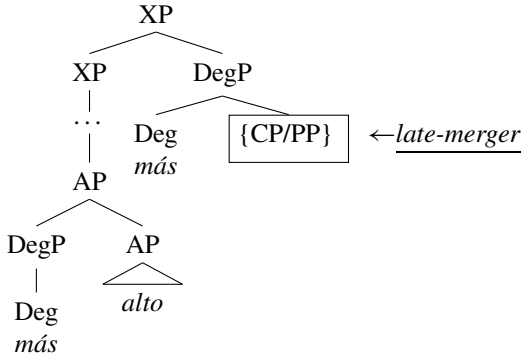 XP
XP DegP
... Deg {CP/PP} ←late-merger
más
AP
DegP AP
Deg alto
más